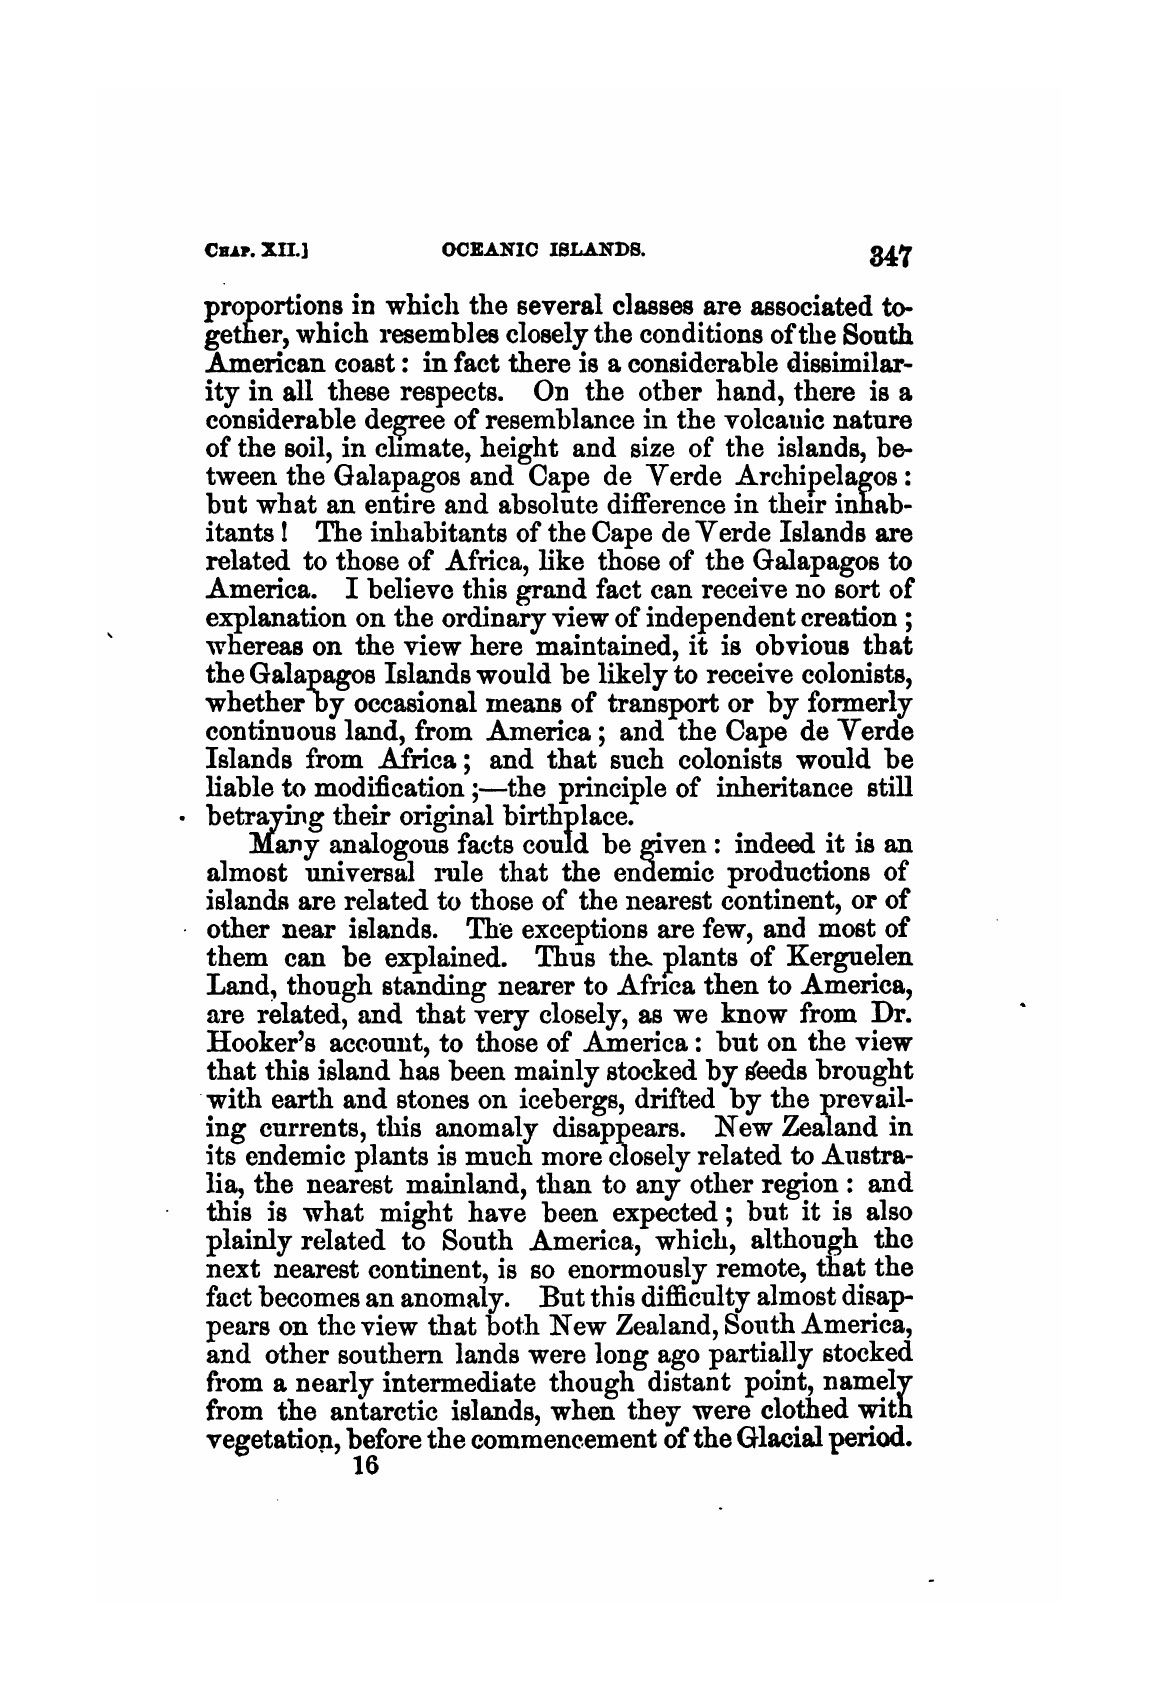 CHAP. XII.] OCEANIC ISLANDS. 347
proportions in which the several classes are associated to-
gether, which resembles closely the conditions of the South
American coast : in fact there is a considerable dissimilar-
ity in all these respects. On the other hand, there is a
considerable degree of resemblance in the volcanic nature
of the soil, in climate, height and size of the islands, be-
tween the Galapagos and Cape de Verde Archipelagos :
but what an entire and absolute difference in their inhab-
itants ! The inhabitants of the Cape de Verde Islands are
related to those of Africa, like those of the Galapagos to
America. I believe this grand fact can receive no sort of
explanation on the ordinary view of independent creation ;
whereas on the view here maintained, it is obvious that
the Galapagos Islands would be likely to receive colonists,
whether by occasional means of transport or by formerly
continuous land, from America ; and the Cape de Verde
Islands from Africa ; and that such colonists would be
liable to modification ;—the principle of inheritance still
betraying their original birthplace.
Many analogous facts could be given : indeed it is an
almost universal rule that the endemic productions of
islands are related to those of the nearest continent, or of
other near islands. The exceptions are few, and most of
them can be explained. Thus the plants of Kerguelen
Land, though standing nearer to Africa then to America,
are related, and that very closely, as we know from Dr.
Hooker's account, to those of America : but on the view
that this island has been mainly stocked by seeds brought
with earth and stones on icebergs, drifted by the prevail-
ing currents, this anomaly disappears. New Zealand in
its endemic plants is much more closely related to Austra-
lia, the nearest mainland, than to any other region : and
this is what might have been expected ; but it is also
plainly related to South America, which, although the
next nearest continent, is so enormously remote, that the
fact becomes an anomaly. But this difficulty almost disap-
pears on the view that both New Zealand, South America,
and other southern lands were long ago partially stocked
from a nearly intermediate though distant point, namely
from the antarctic islands, when they were clothed with
vegetation, before the commencement of the Glacial period.
16